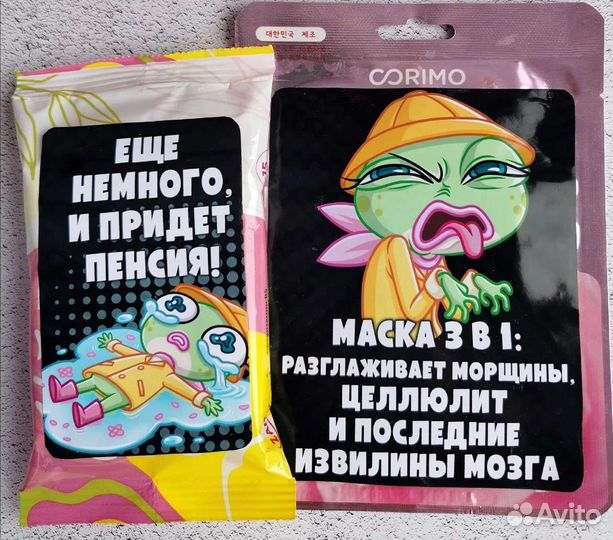 ЕЩЕ
НЕМНОГО,
И ПРИДЕТ
ПЕНСИЯ!
대한민국 제조
CORIMO
МАСКА 3 В 1:
РАЗГЛАЖИВАЕТ МОРЩИНЫ,
ЦЕЛЛЮЛИТ
И ПОСЛЕДНИЕ
ИЗВИЛИНЫ МОЗГА
Avito